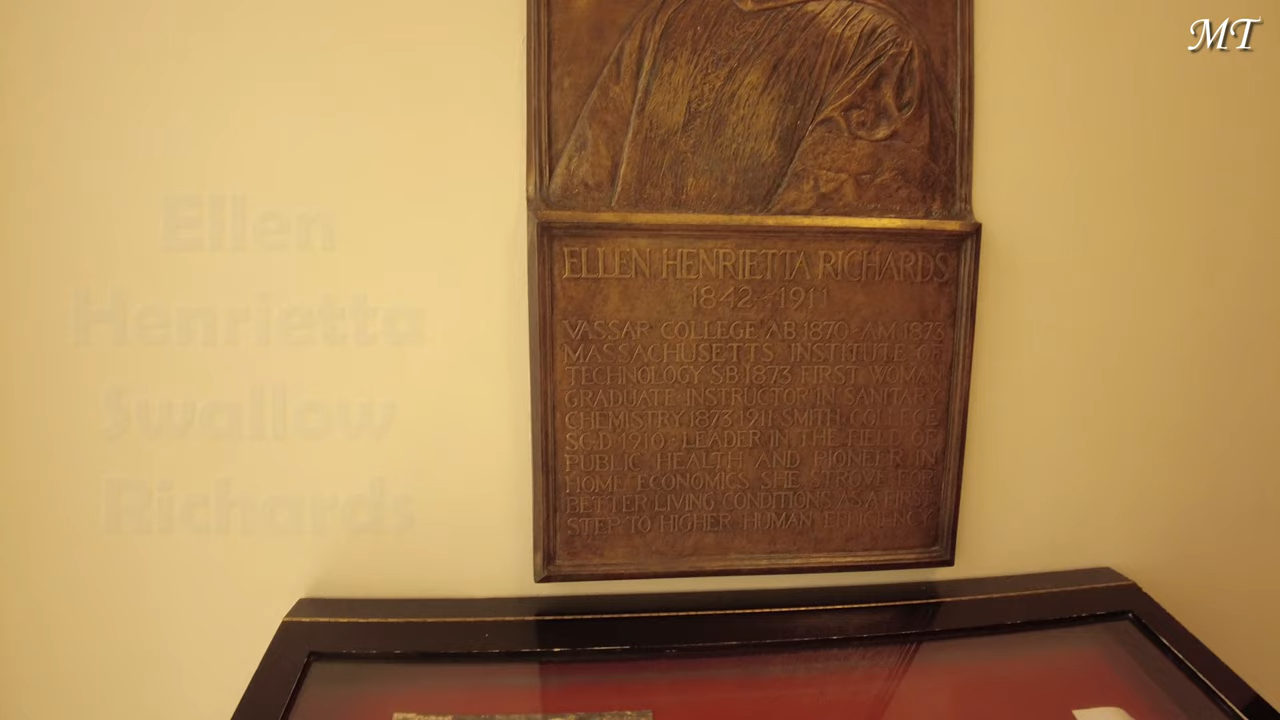 MT
Ellen
Henrietta
Swallow
Richards
ELLEN HENRIETTA RICHARDS
1842-1911
VASSAR COLLEGE AB 1870-AM 1873
MASSACHUSETTS INSTITUTE OF
TECHNOLOGY SB 1873 FIRST WOMAN
GRADUATE INSTRUCTOR IN SANITARY
CHEMISTRY 1873 1911 SMITH COLLEGE
SC·D 1910 LEADER IN THE FIELD OF
PUBLIC HEALTH AND PIONEER IN
HOME ECONOMICS SHE STROVE FOR
BETTER LIVING CONDITIONS AS A FIRST
STEP TO HIGHER HUMAN EFFICIENCY